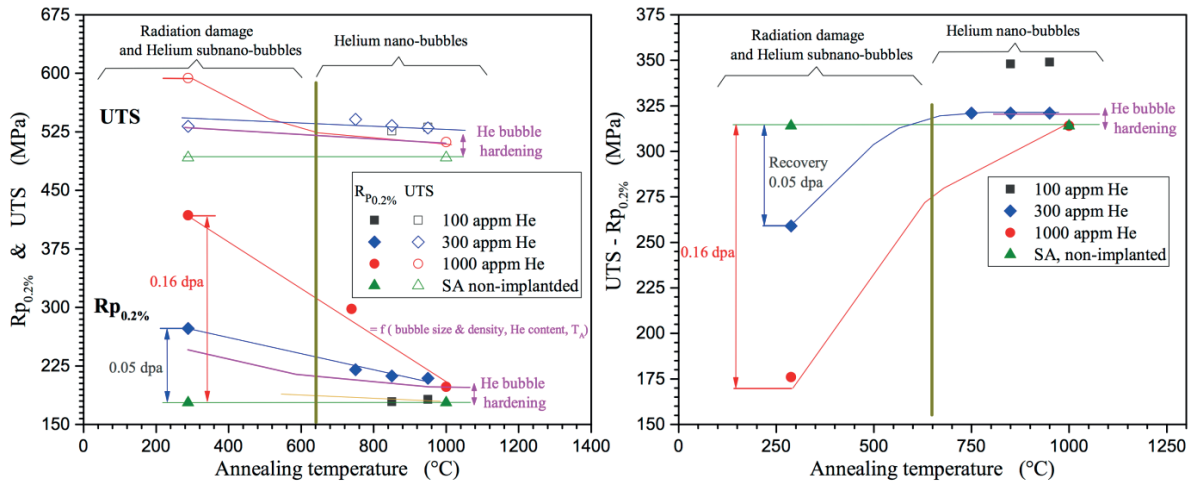 Radiation damage
and Helium subnano-bubbles
Helium nano-bubbles
UTS
He bubble
hardening
Rp0.2% UTS
100 appm He
300 appm He
1000 appm He
SA non-implantded
0.16 dpa
Rp0.2%
= f ( bubble size & density, He content, TA)
0.05 dpa
He bubble
hardening
675
600
525
450
375
300
225
150
Rp0.2% & UTS (MPa)
0 200 400 600 800 1000 1200 1400
Annealing temperature (°C)
Radiation damage
and Helium subnano-bubbles
Helium nano-bubbles
He bubble
hardening
Recovery
0.05 dpa
0.16 dpa
100 appm He
300 appm He
1000 appm He
SA, non-implanted
375
350
325
300
275
250
225
200
175
150
UTS - Rp0.2% (MPa)
0 250 500 750 1000 1250
Annealing temperature (°C)